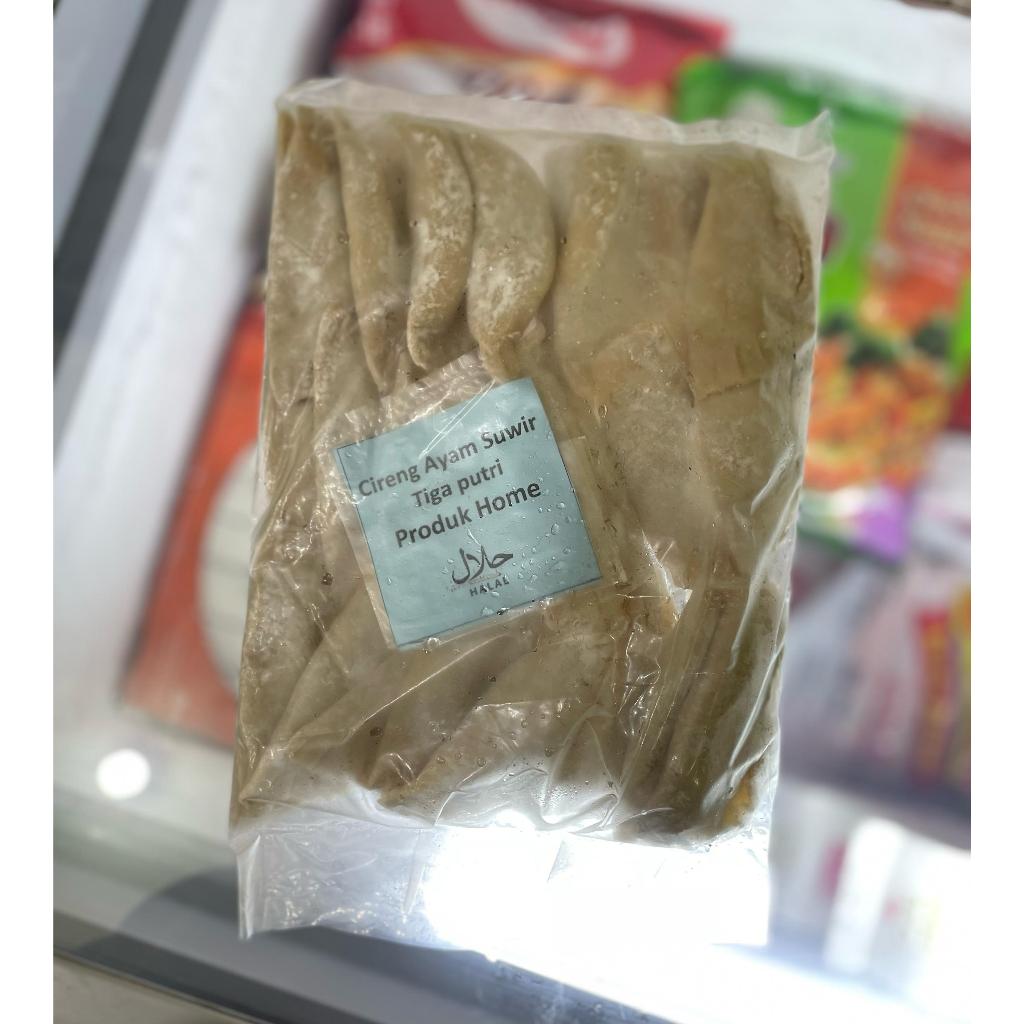 Cireng Ayam Suwir
Tiga putri
Produk Home
حلال
HALAL